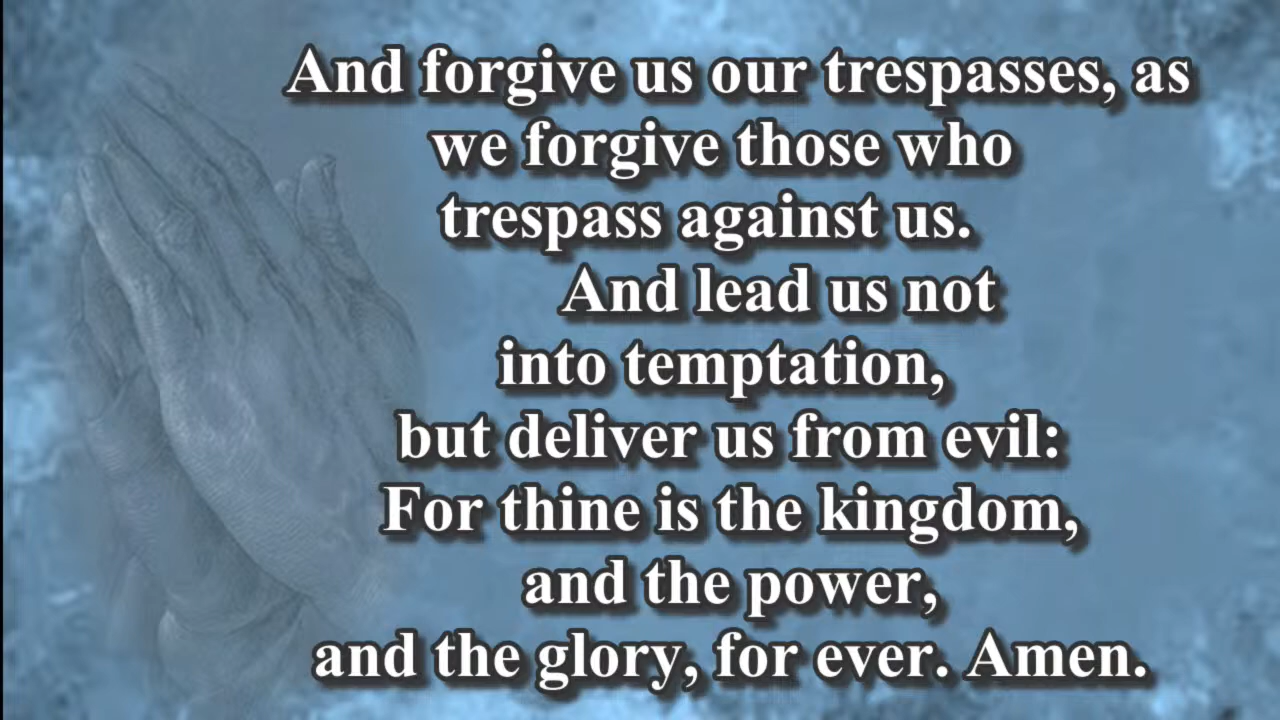 And forgive us our trespasses, as
we forgive those who
trespass against us.
And lead us not
into temptation,
but deliver us from evil:
For thine is the kingdom,
and the power,
and the glory, for ever. Amen.